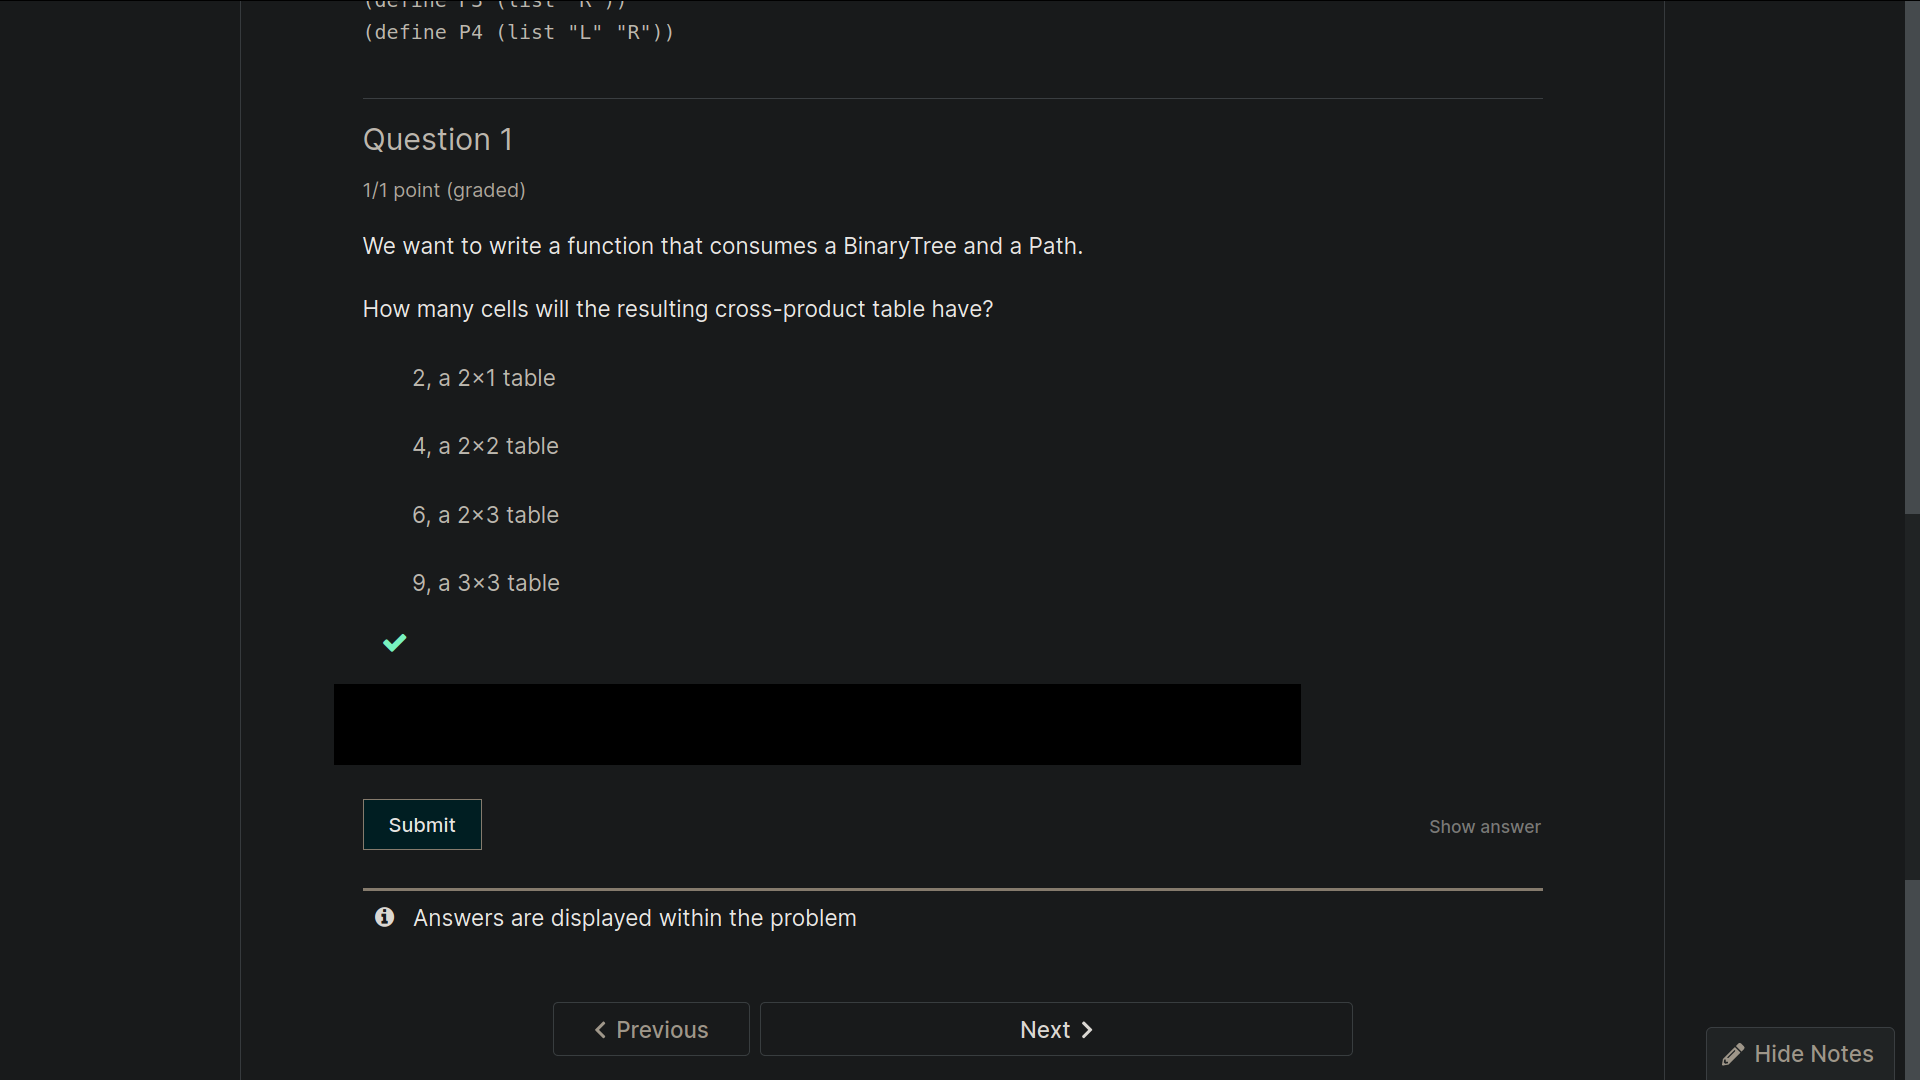 (define P3 (list "R"))
(define P4 (list "L" "R"))
Question 1
1/1 point (graded)
We want to write a function that consumes a BinaryTree and a Path.
How many cells will the resulting cross-product table have?
2, a 2×1 table
4, a 2×2 table
6, a 2×3 table
9, a 3×3 table
Submit
Show answer
Answers are displayed within the problem
Previous
Next
Hide Notes